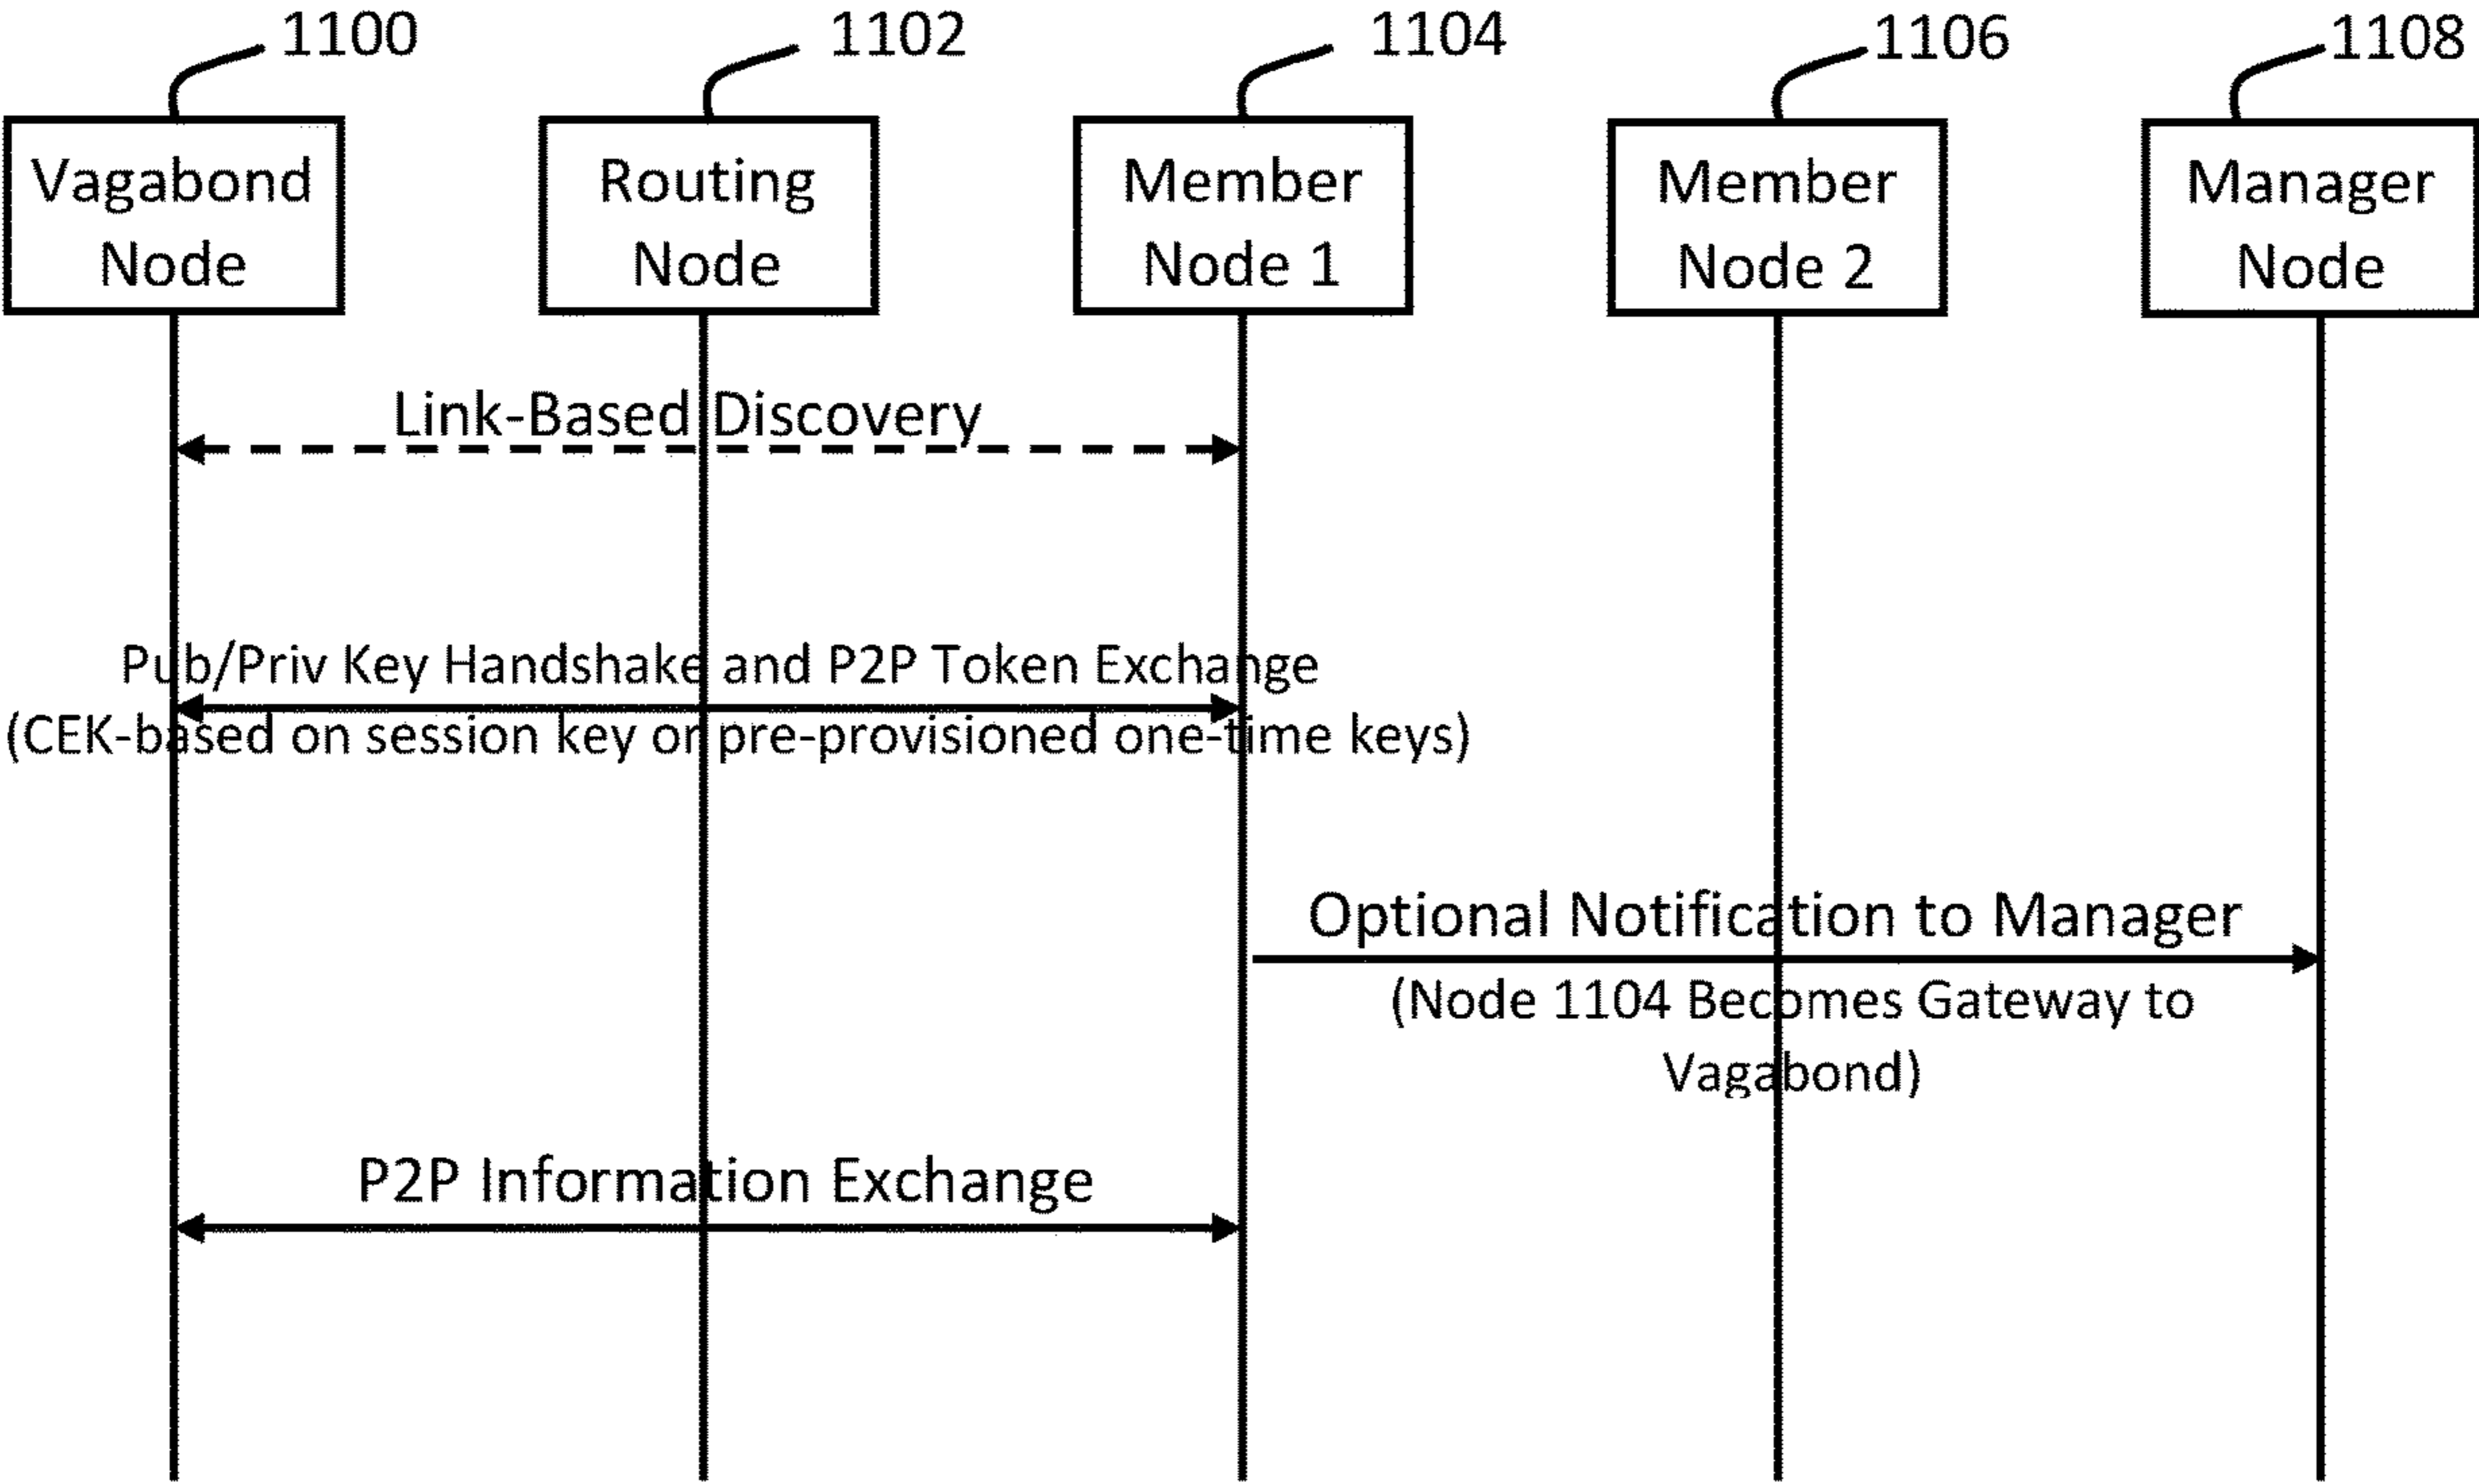 1100
1102
1104
1106
1108
Vagabond
Node
Routing
Node
Member
Node 1
Member
Node 2
Manager
Node
Link-Based Discovery
Pub/Priv Key Handshake and P2P Token Exchange
(CEK-based on session key or pre-provisioned one-time keys)
Optional Notification to Manager
(Node 1104 Becomes Gateway to
Vagabond)
P2P Information Exchange